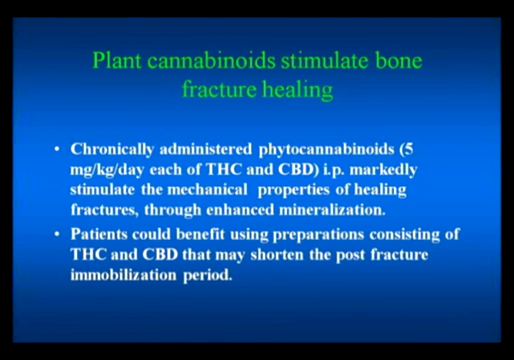 Plant cannabinoids stimulate bone
fracture healing
• Chronically administered phytocannabinoids (5
mg/kg/day each of THC and CBD) i.p. markedly
stimulate the mechanical properties of healing
fractures, through enhanced mineralization.
• Patients could benefit using preparations consisting of
THC and CBD that may shorten the post fracture
immobilization period.